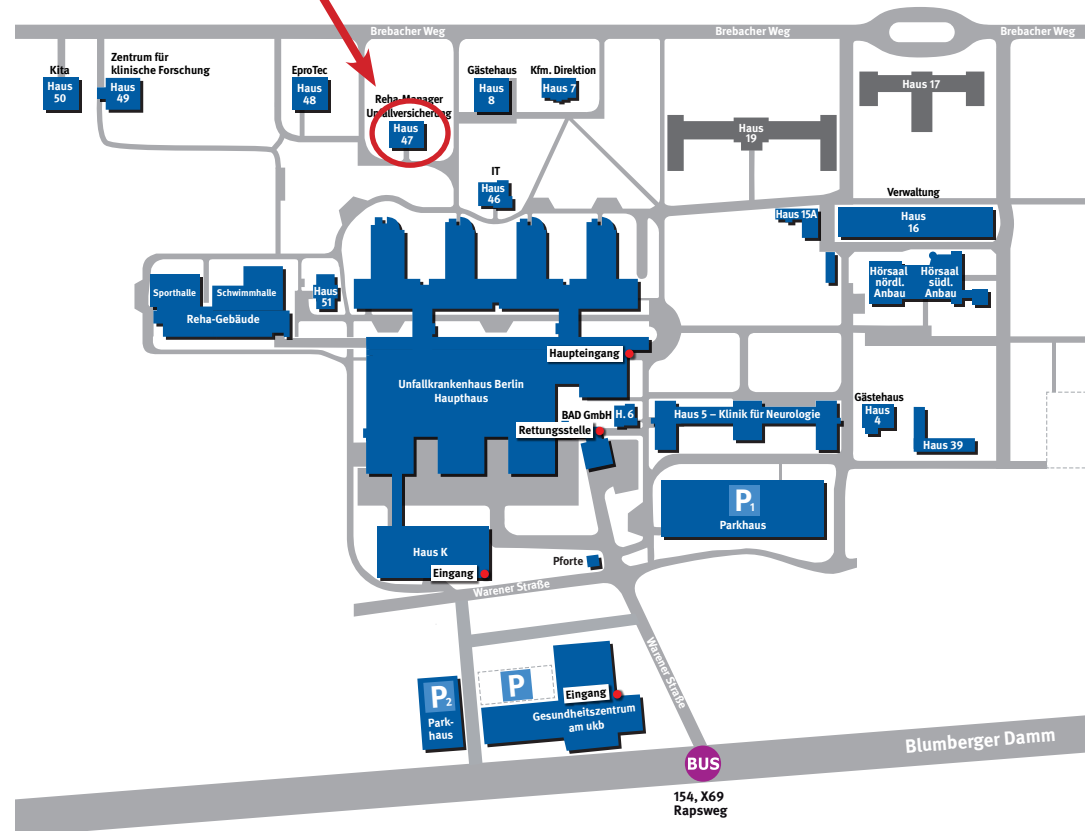 Brebacher Weg
Brebacher Weg
Brebacher Weg
Kita
Haus
50
Zentrum für
klinische Forschung
Haus
49
EproTec
Haus
48
Reha-Manager
Unfallversicherung
Haus
47
Gästehaus
Haus
8
Kfm. Direktion
Haus 7
Haus
19
Haus 17
IT
Haus
46
Verwaltung
Haus
16
Haus 15A
Hörsaal
nördl.
Anbau
Hörsaal
südl.
Anbau
Sporthalle
Schwimmhalle
Reha-Gebäude
Haus
51
Haupteingang
Unfallkrankenhaus Berlin
Haupthaus
BAD GmbH
H. 6
Rettungsstelle
Haus 5 – Klinik für Neurologie
Gästehaus
Haus
4
Haus 39
P1
Parkhaus
Haus K
Eingang
Pforte
Warener Straße
Warener Straße
P2
Park-
haus
P
Eingang
Gesundheitszentrum
am ukb
Blumberger Damm
BUS
154, X69
Rapsweg